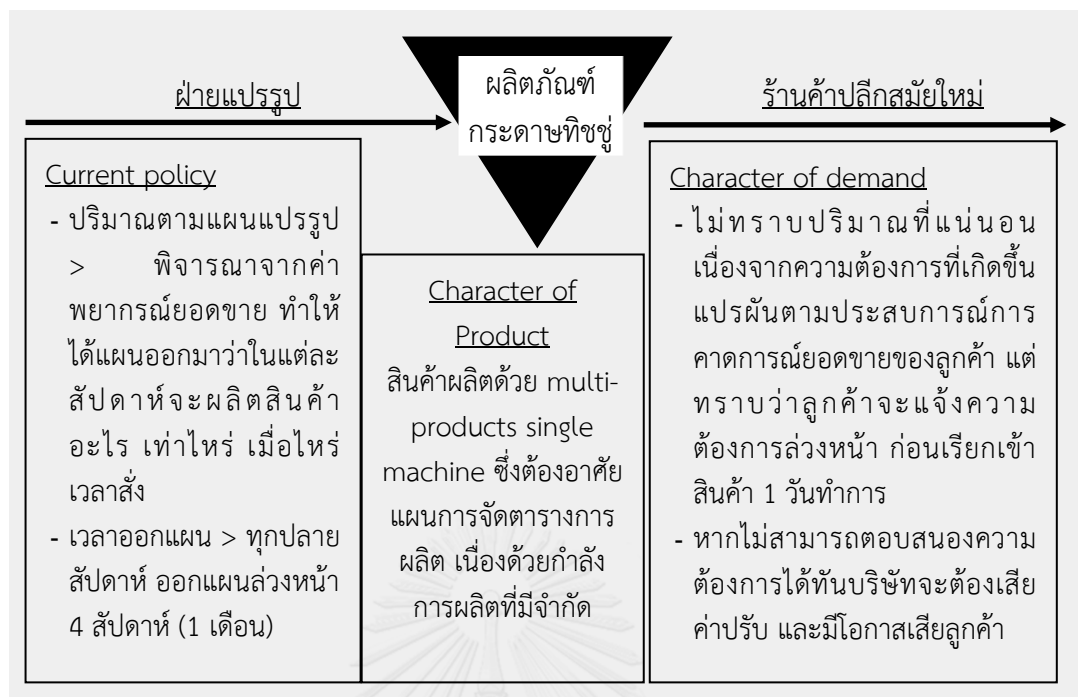 ฝ่ายแปรรูป
ผลิตภัณฑ์
กระดาษทิชชู่
ร้านค้าปลีกสมัยใหม่
Current policy
- ปริมาณตามแผนแปรรูป
> พิจารณาจากค่า
พยากรณ์ยอดขาย ทำให้
ได้แผนออกมาว่าในแต่ละ
สัปดาห์จะผลิตสินค้า
อะไร เท่าไหร่ เมื่อไหร่
เวลาสั่ง
- เวลาออกแผน > ทุกปลาย
สัปดาห์ ออกแผนล่วงหน้า
4 สัปดาห์ (1 เดือน)
Character of
Product
สินค้าผลิตด้วย multi-
products single
machine ซึ่งต้องอาศัย
แผนการจัดตารางการ
ผลิต เนื่องด้วยกำลัง
การผลิตที่มีจำกัด
Character of demand
- ไม่ทราบปริมาณที่แน่นอน
เนื่องจากความต้องการที่เกิดขึ้น
แปรผันตามประสบการณ์การ
คาดการณ์ยอดขายของลูกค้า แต่
ทราบว่าลูกค้าจะแจ้งความ
ต้องการล่วงหน้า ก่อนเรียกเข้า
สินค้า 1 วันทำการ
- หากไม่สามารถตอบสนองความ
ต้องการได้ทันบริษัทจะต้องเสีย
ค่าปรับ และมีโอกาสเสียลูกค้า